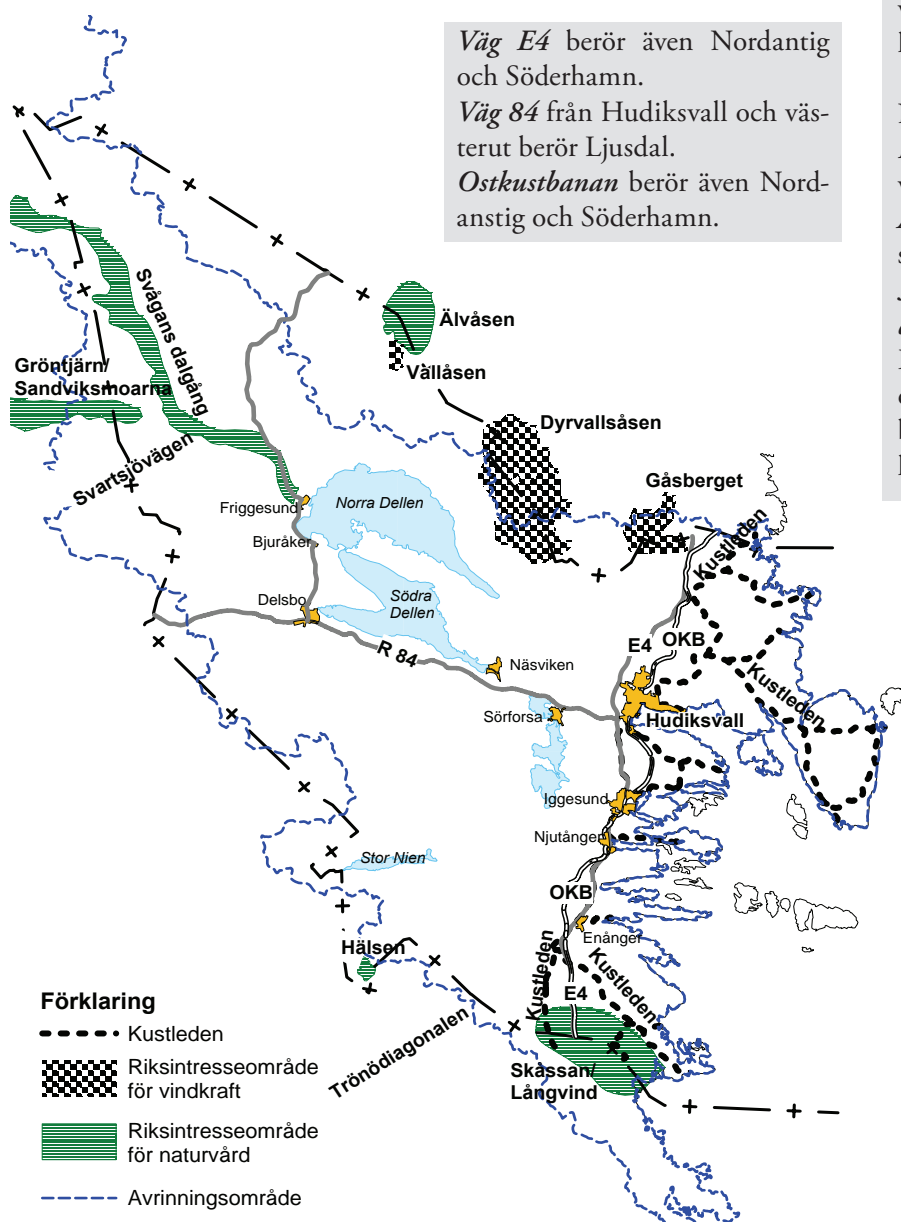 Väg E4 berör även Nordantig
och Söderhamn.
Väg 84 från Hudiksvall och väs-
terut berör Ljusdal.
Ostkustbanan berör även Nord-
anstig och Söderhamn.
Svågans dalgång
Älvåsen
Vällåsen
Gröntjärn/
Sandviksmoarna
Dyrvallsåsen
Gåsberget
Svartsjövägen
Friggesund
Norra Dellen
Kustleden
Bjuråker
Delsbo
Södra
Dellen
R 84
E4
OKB
Näsviken
Kustleden
Sörforsa
Hudiksvall
Iggesund
Njutånger
Stor Nien
OKB
Enånger
Hälsen
Kustleden
Kustleden
E4
Trönödiagonalen
Skåssan/
Långvind
Förklaring
Kustleden
Riksintresseområde
för vindkraft
Riksintresseområde
för naturvård
Avrinningsområde